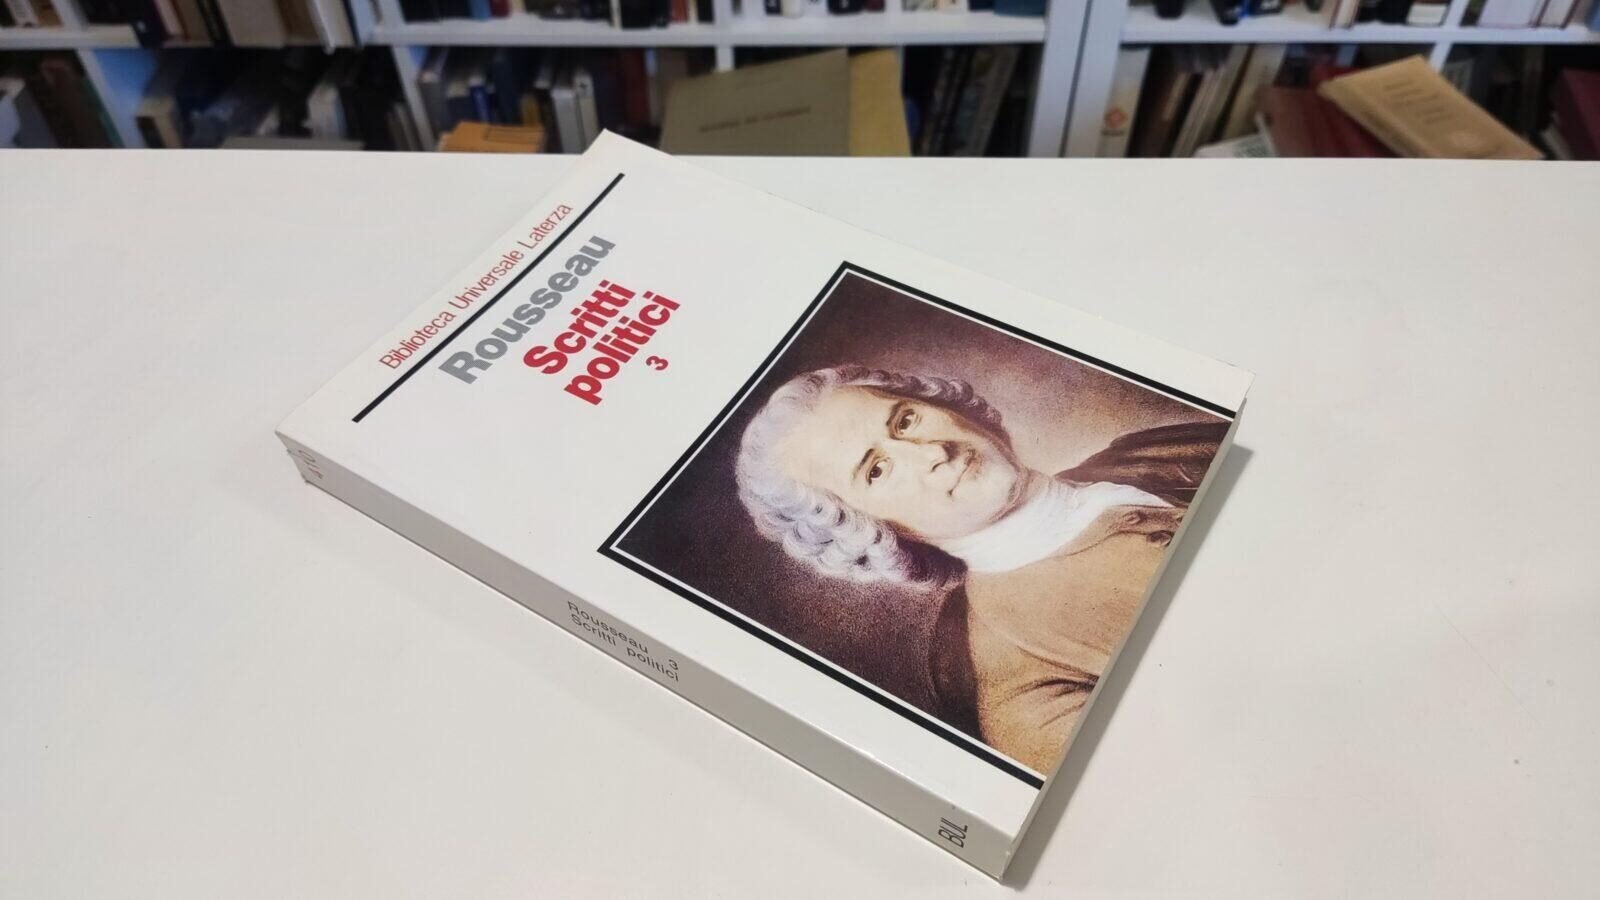 Biblioteca Universale Laterza
Rousseau
Scritti
politici
3
Rousseau 3
Scritti politici
BUL